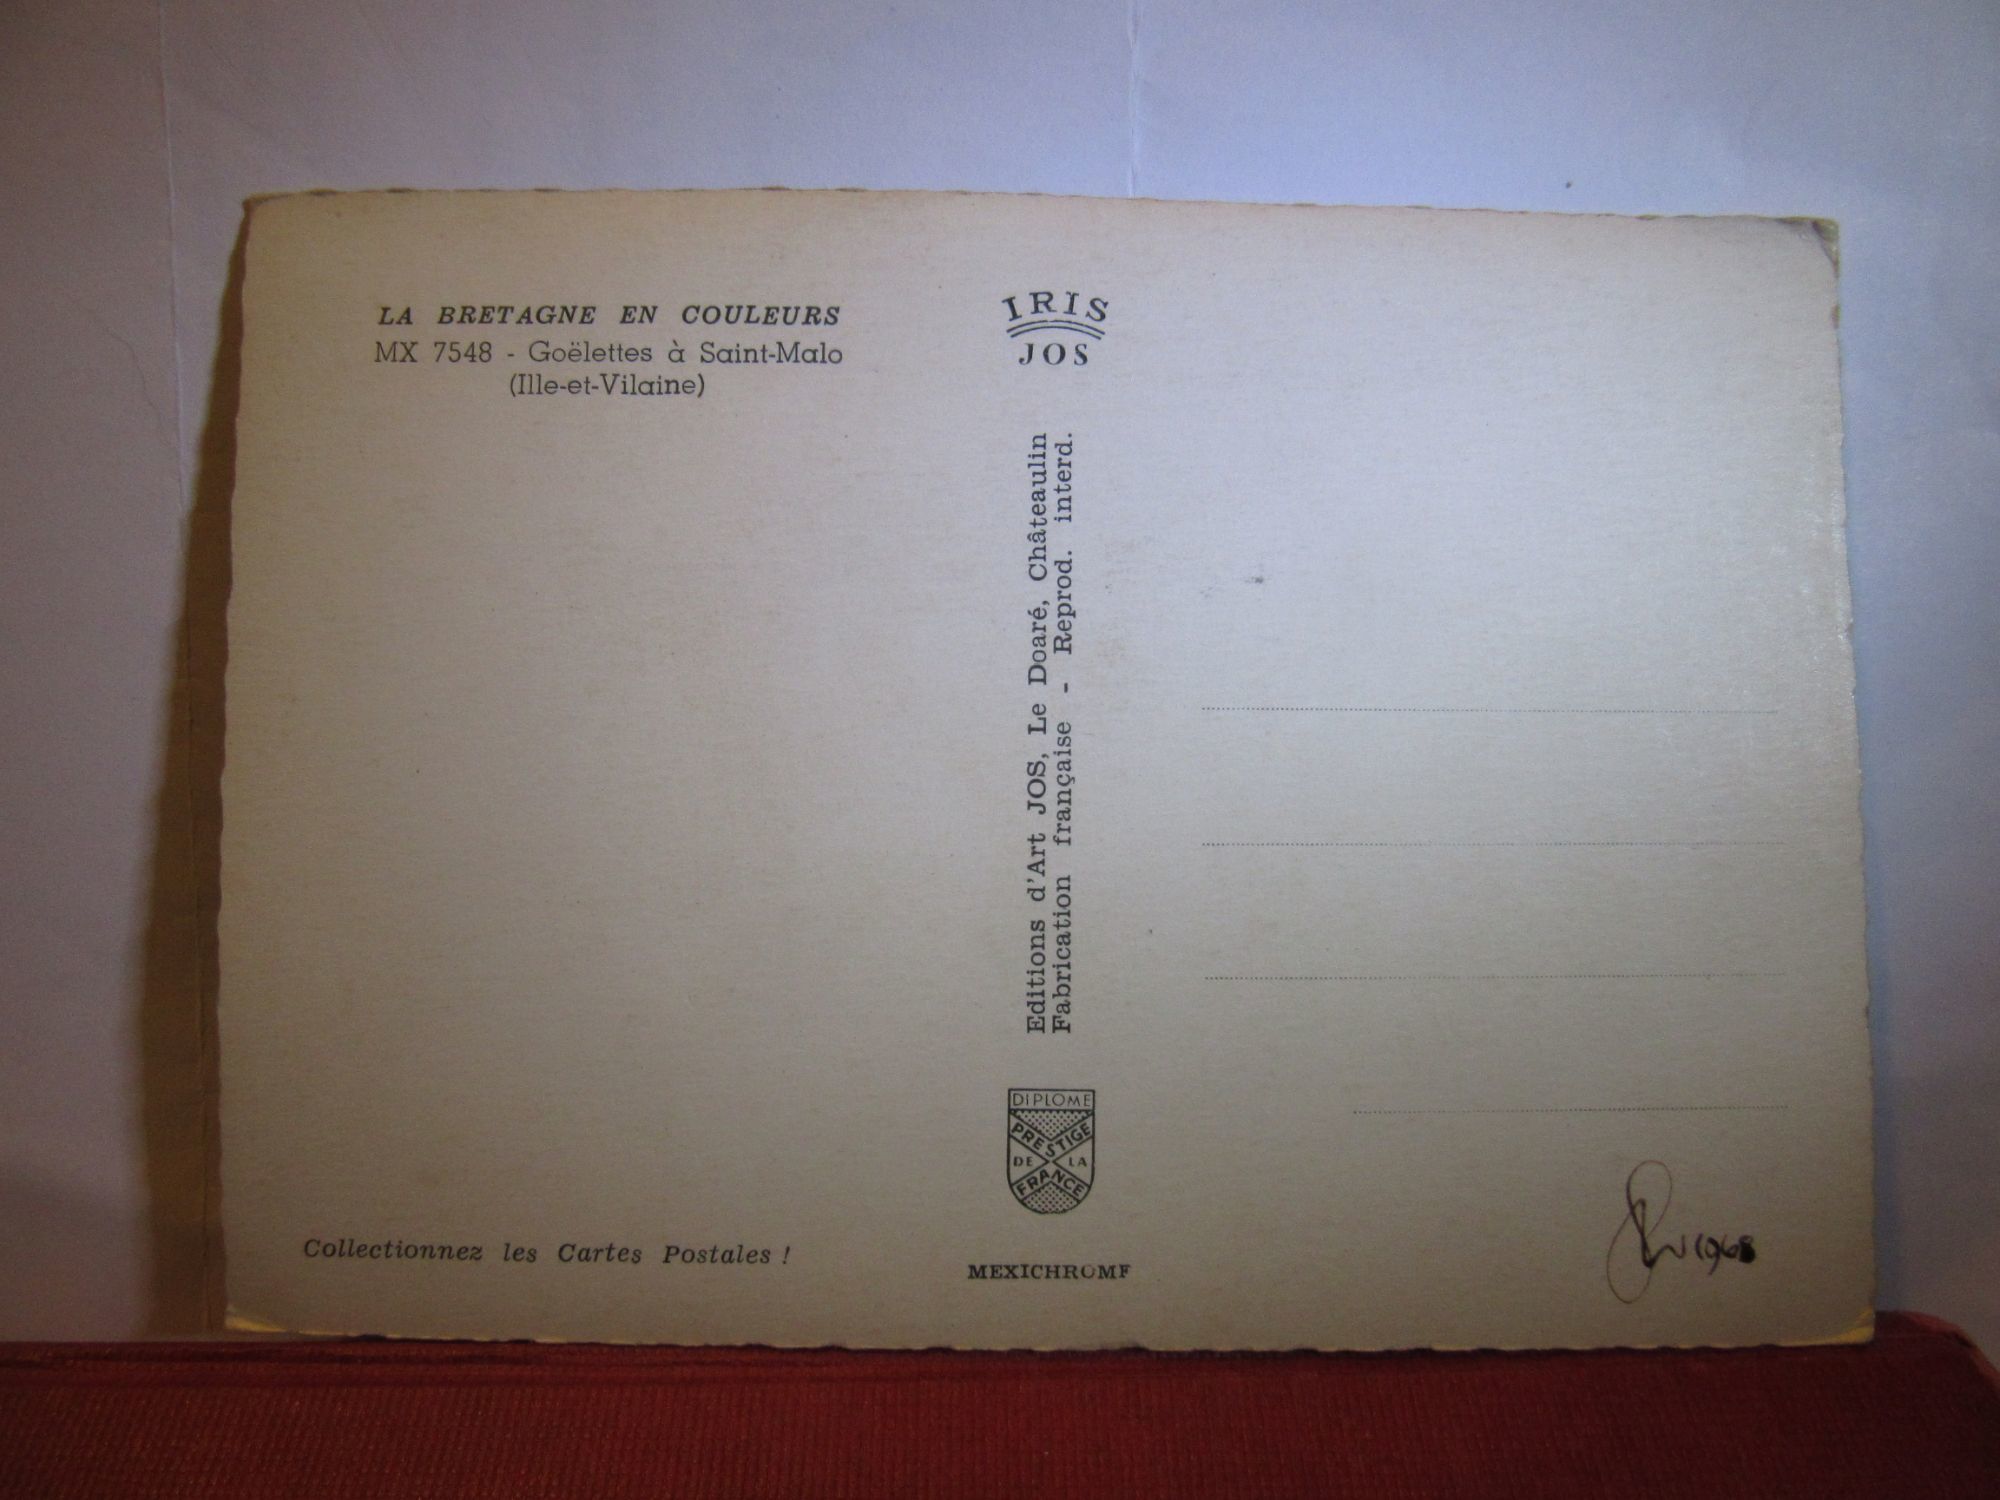 LA BRETAGNE EN COULEURS
MX 7548 - Goëlettes à Saint-Malo
(Ille-et-Vilaine)
IRIS
JOS
Editions d'Art JOS, Le Doaré, Châteaulin
Fabrication française - Reprod. interd.
DIPLOME
PRESTIGE
DE LA
FRANCE
Collectionnez les Cartes Postales !
MEXICHROMF
1968